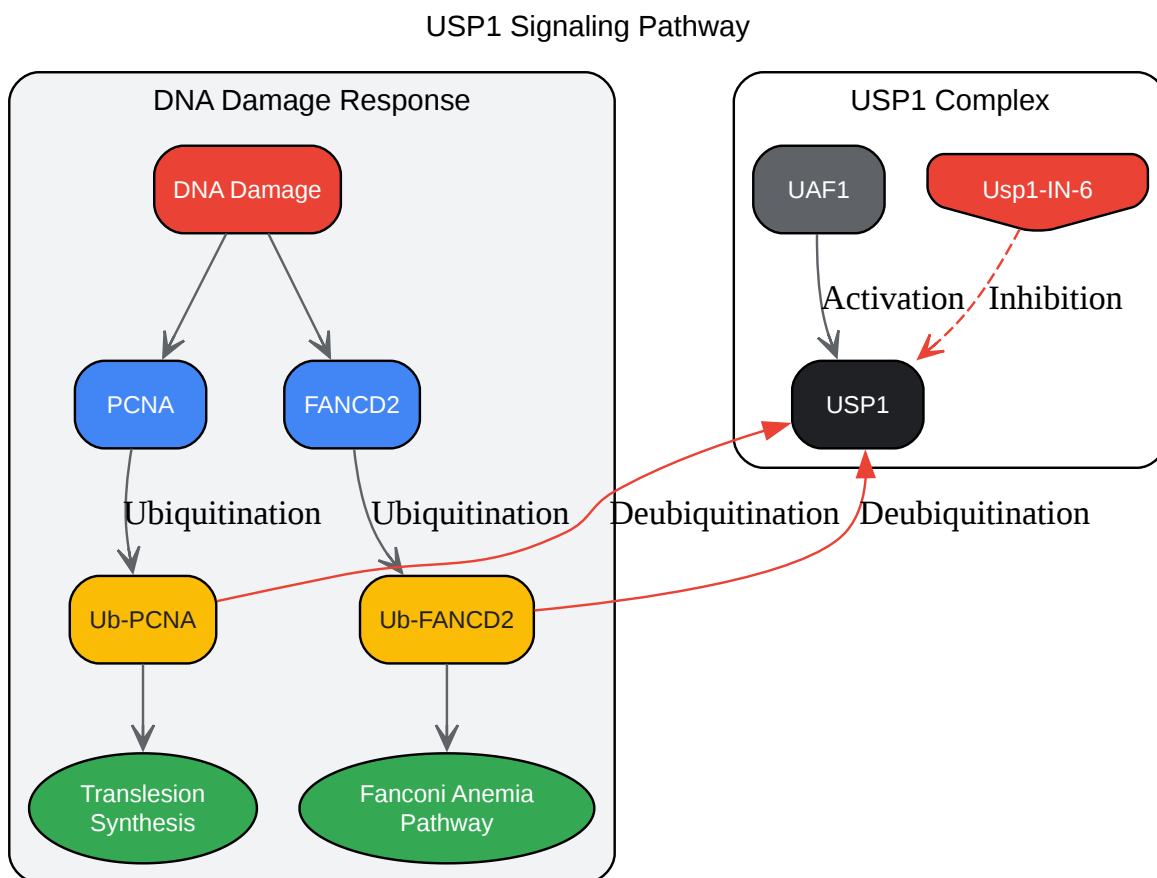 USP1 Signaling Pathway
DNA Damage Response
USP1 Complex
DNA Damage
UAF1
Usp1-IN-6
Activation
Inhibition
PCNA
FANCD2
USP1
Ubiquitination
Ubiquitination
Deubiquitination
Deubiquitination
Ub-PCNA
Ub-FANCD2
Translesion
Synthesis
Fanconi Anemia
Pathway